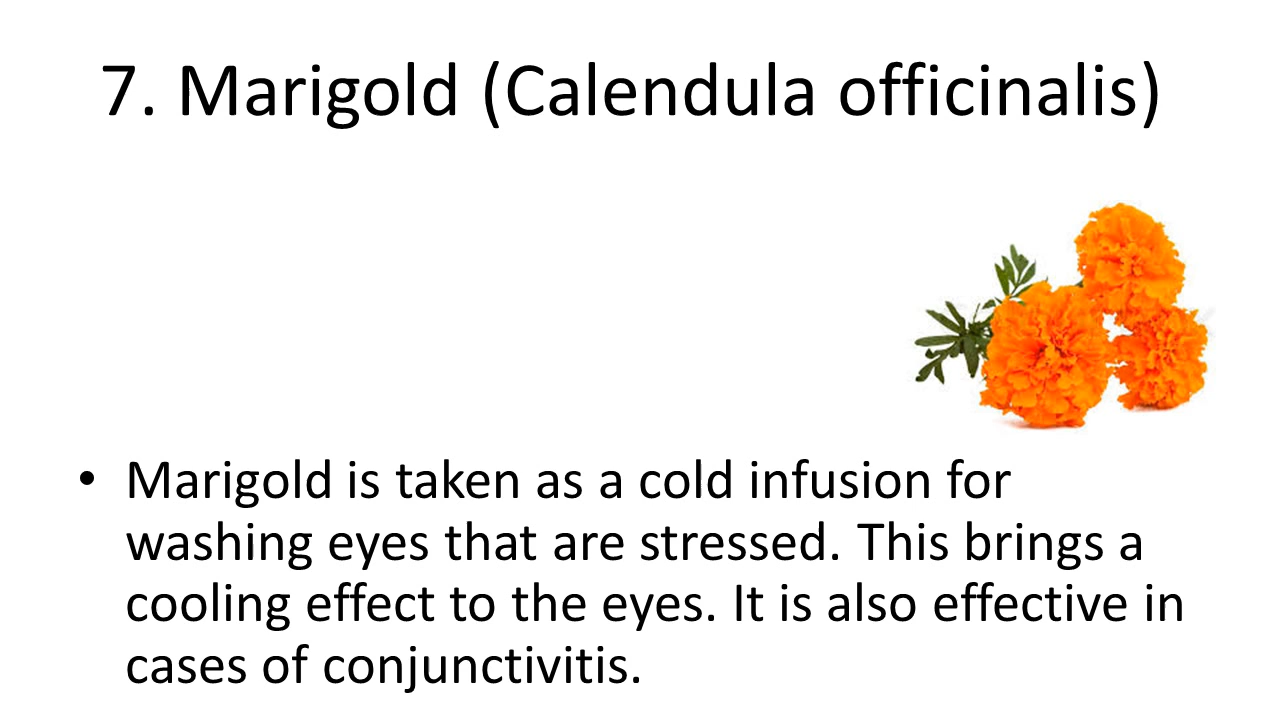 7. Marigold (Calendula officinalis)
• Marigold is taken as a cold infusion for
washing eyes that are stressed. This brings a
cooling effect to the eyes. It is also effective in
cases of conjunctivitis.